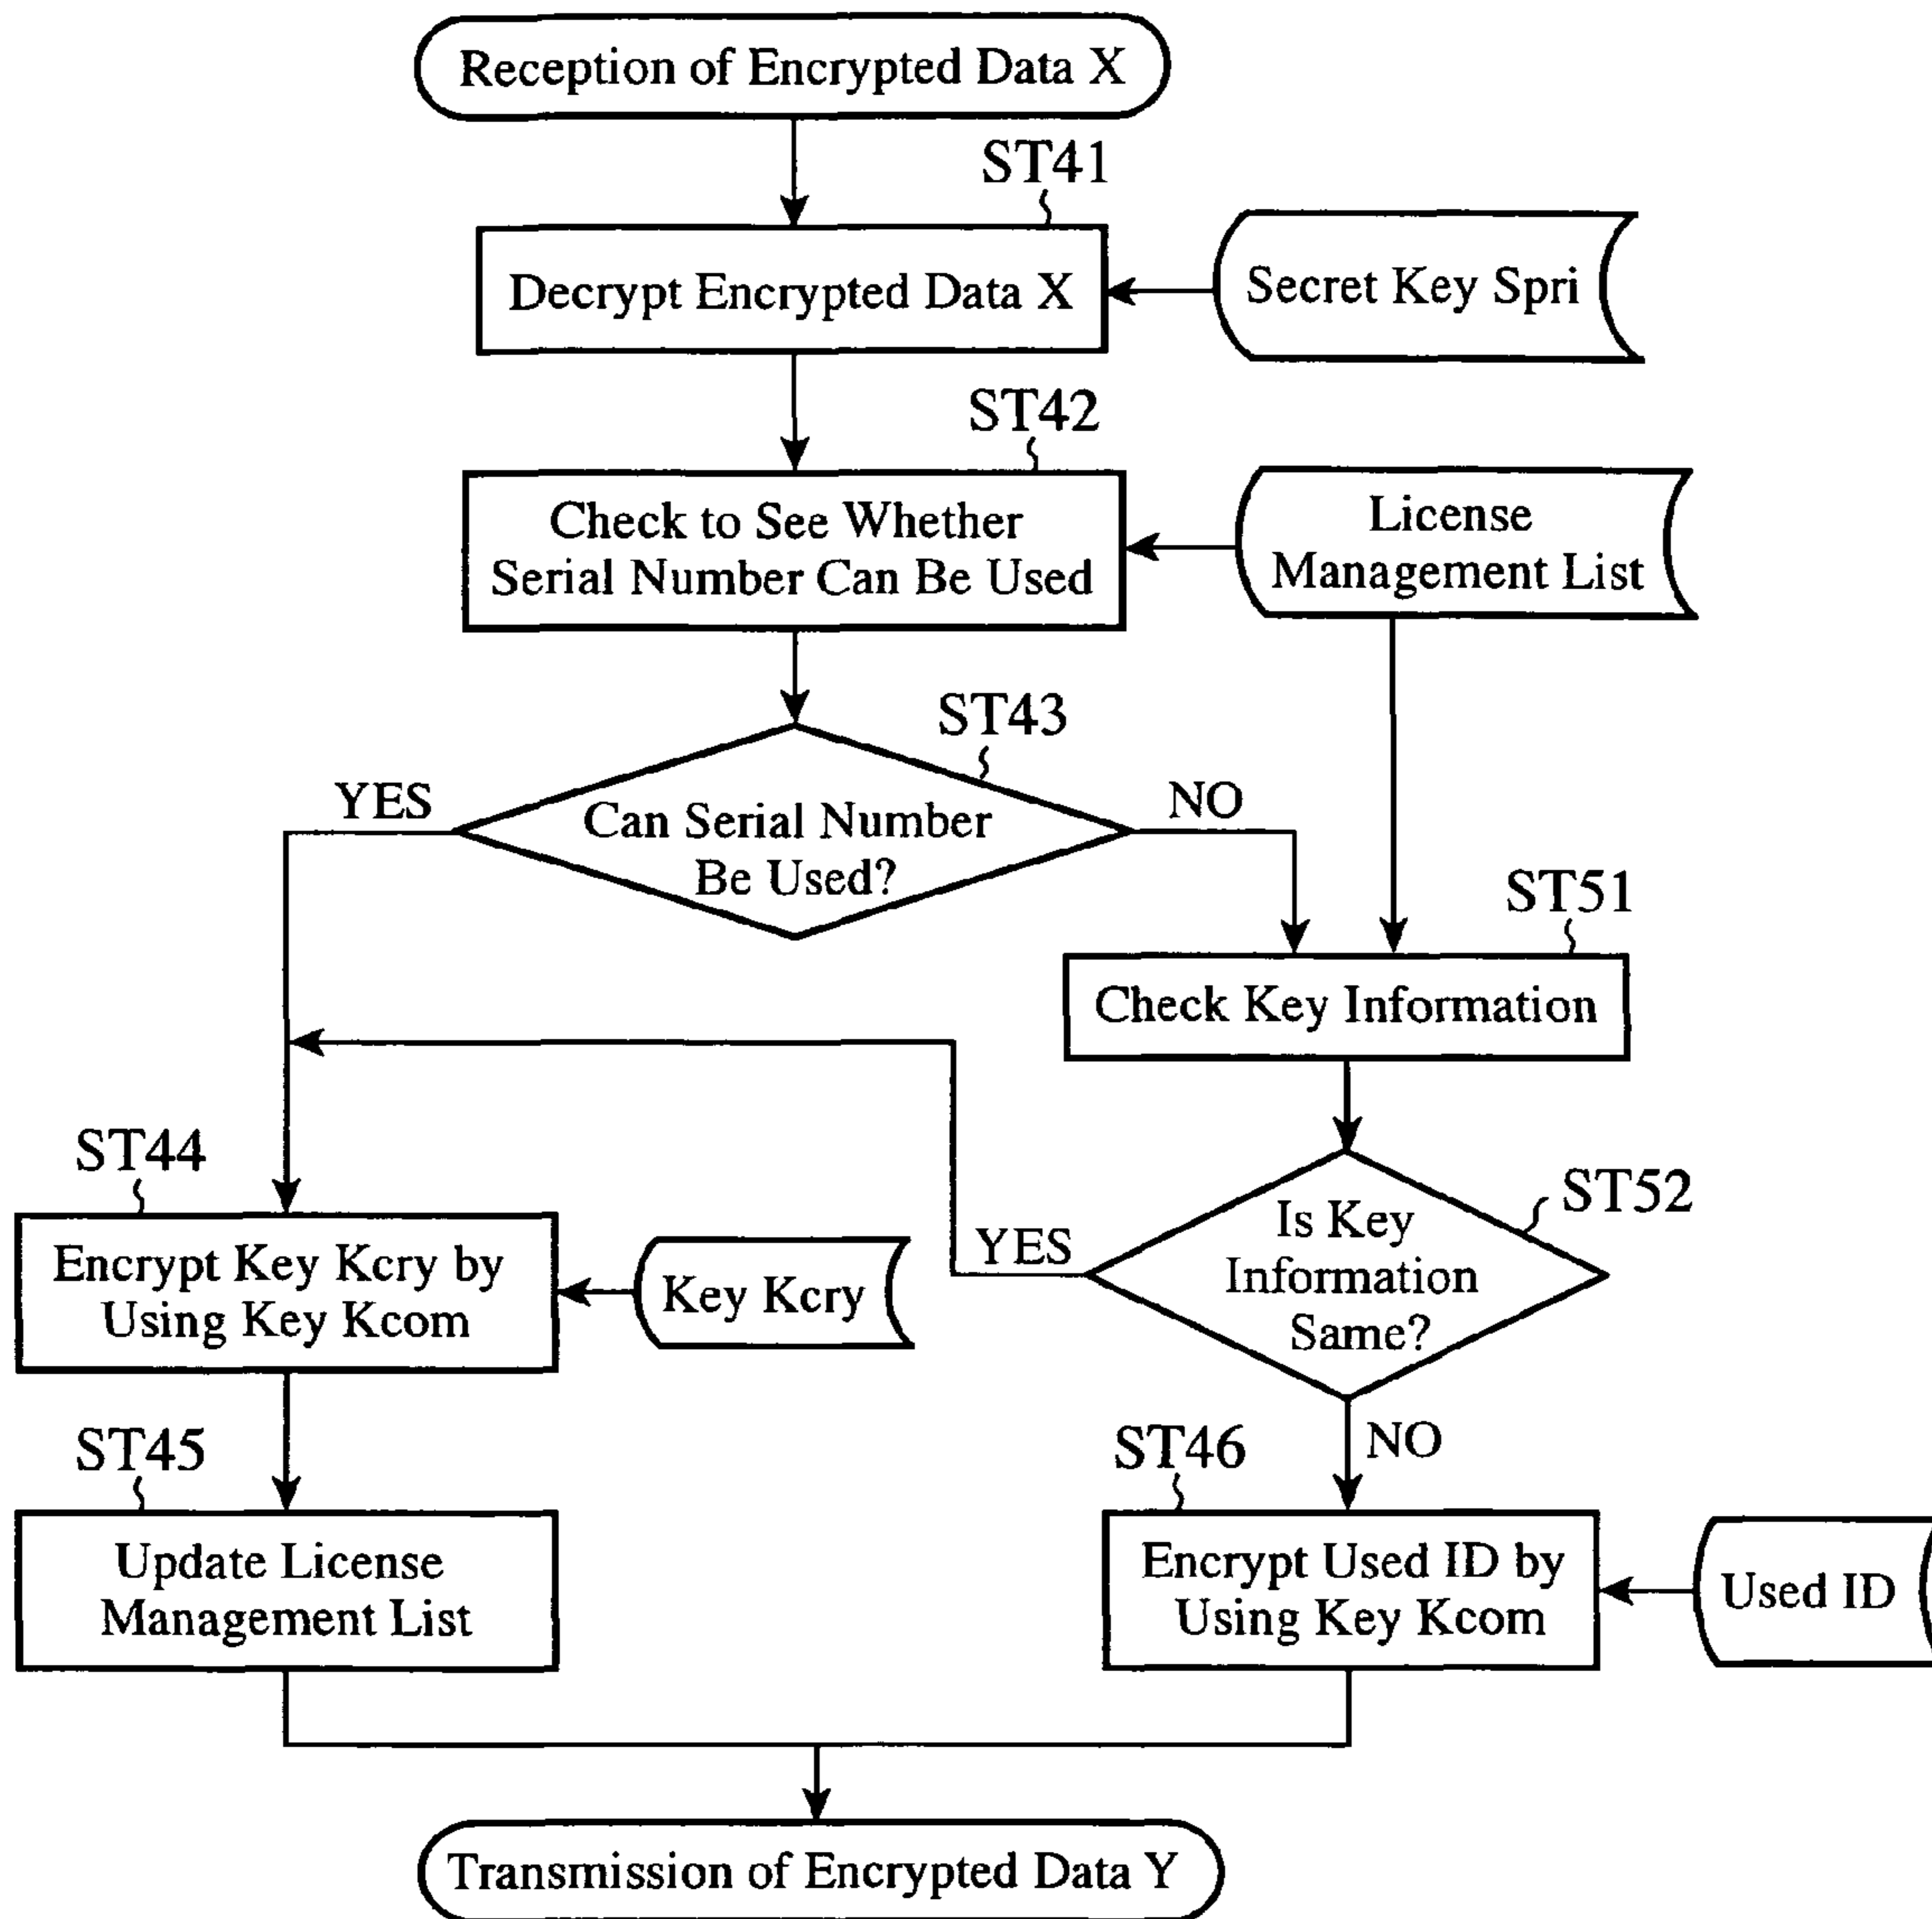 Reception of Encrypted Data X
ST41
Decrypt Encrypted Data X
Secret Key Spri
ST42
Check to See Whether
Serial Number Can Be Used
License
Management List
ST43
YES
Can Serial Number
Be Used?
NO
ST51
Check Key Information
ST44
Encrypt Key Kcry by
Using Key Kcom
Key Kcry
YES
ST52
Is Key
Information
Same?
NO
ST45
Update License
Management List
ST46
Encrypt Used ID by
Using Key Kcom
Used ID
Transmission of Encrypted Data Y